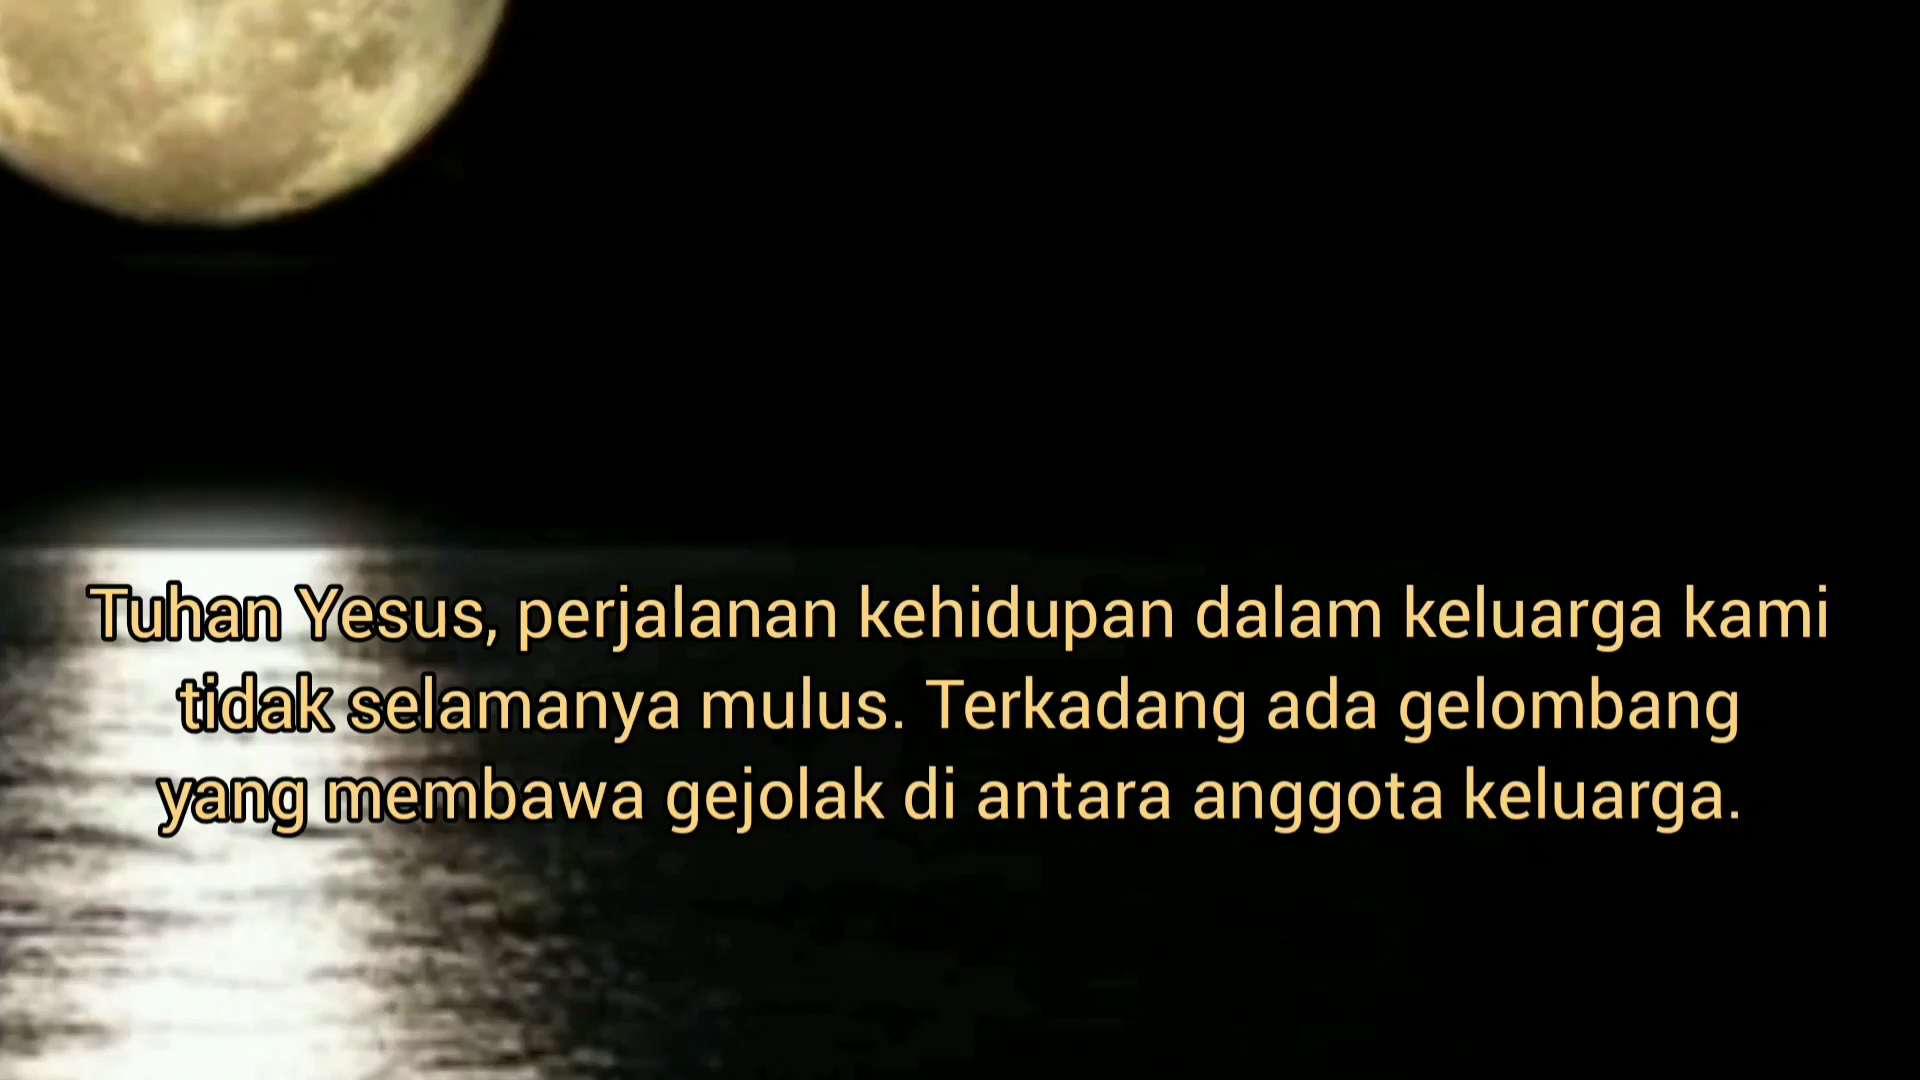 Tuhan Yesus, perjalanan kehidupan dalam keluarga kami
tidak selamanya mulus. Terkadang ada gelombang
yang membawa gejolak di antara anggota keluarga.